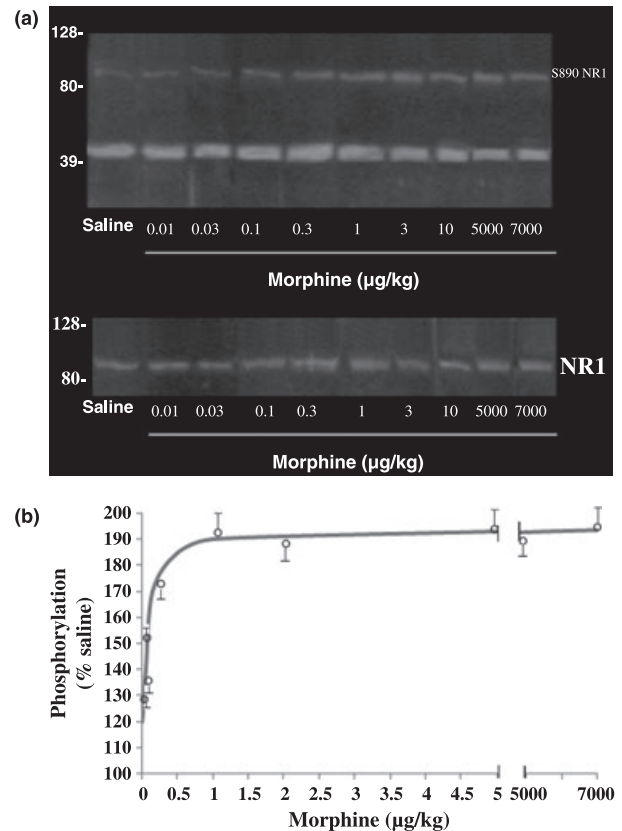 (a)
128-
80-
S890 NR1
39-
Saline 0.01 0.03 0.1 0.3 1 3 10 5000 7000
Morphine (µg/kg)
128-
80-
NR1
Saline 0.01 0.03 0.1 0.3 1 3 10 5000 7000
Morphine (µg/kg)
(b)
Phosphorylation
(% saline)
200
190
180
170
160
150
140
130
120
110
100
0 0.5 1 1.5 2 2.5 3 3.5 4 4.5 5 5000 7000
Morphine (µg/kg)